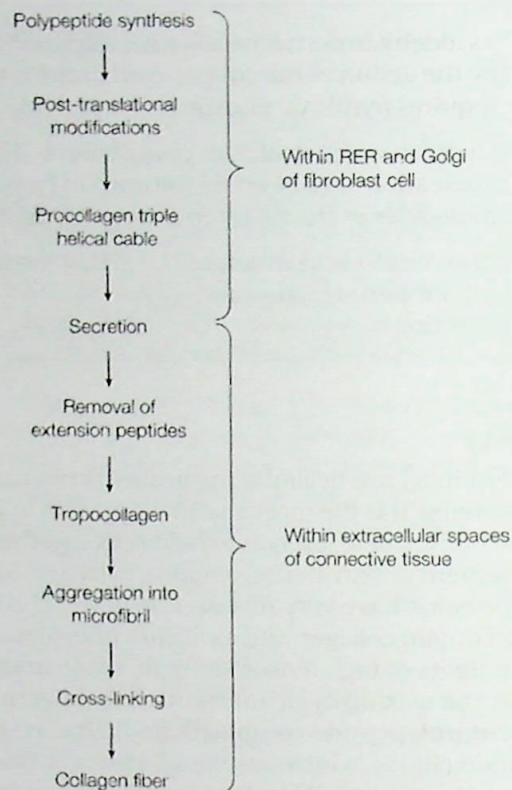 Polypeptide synthesis
Post-translational
modifications
Within RER and Golgi
of fibroblast cell
Procollagen triple
helical cable
Secretion
Removal of
extension peptides
Tropocollagen
Within extracellular spaces
of connective tissue
Aggregation into
microfibril
Cross-linking
Collagen fiber